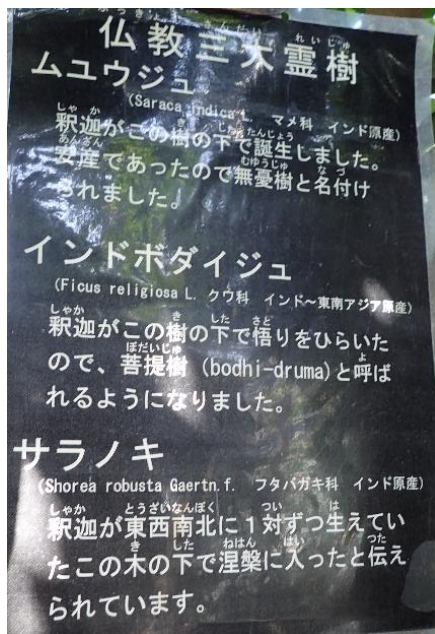 仏教三大霊樹
ムユウジュ
(Saraca indica L. マメ科 インド原産)
釈迦がこの樹の下で誕生しました。
安産であったので無憂樹と名付け
られました。
インドボダイジュ
(Ficus religiosa L. クワ科 インド～東南アジア原産)
釈迦がこの樹の下で悟りをひらいた
ので、菩提樹 (bodhi-druma)と呼ば
れるようになりました。
サラノキ
(Shorea robusta Gaertn.f. フタバガキ科 インド原産)
釈迦が東西南北に１対ずつ生えてい
たこの木の下で涅槃に入ったと伝え
られています。